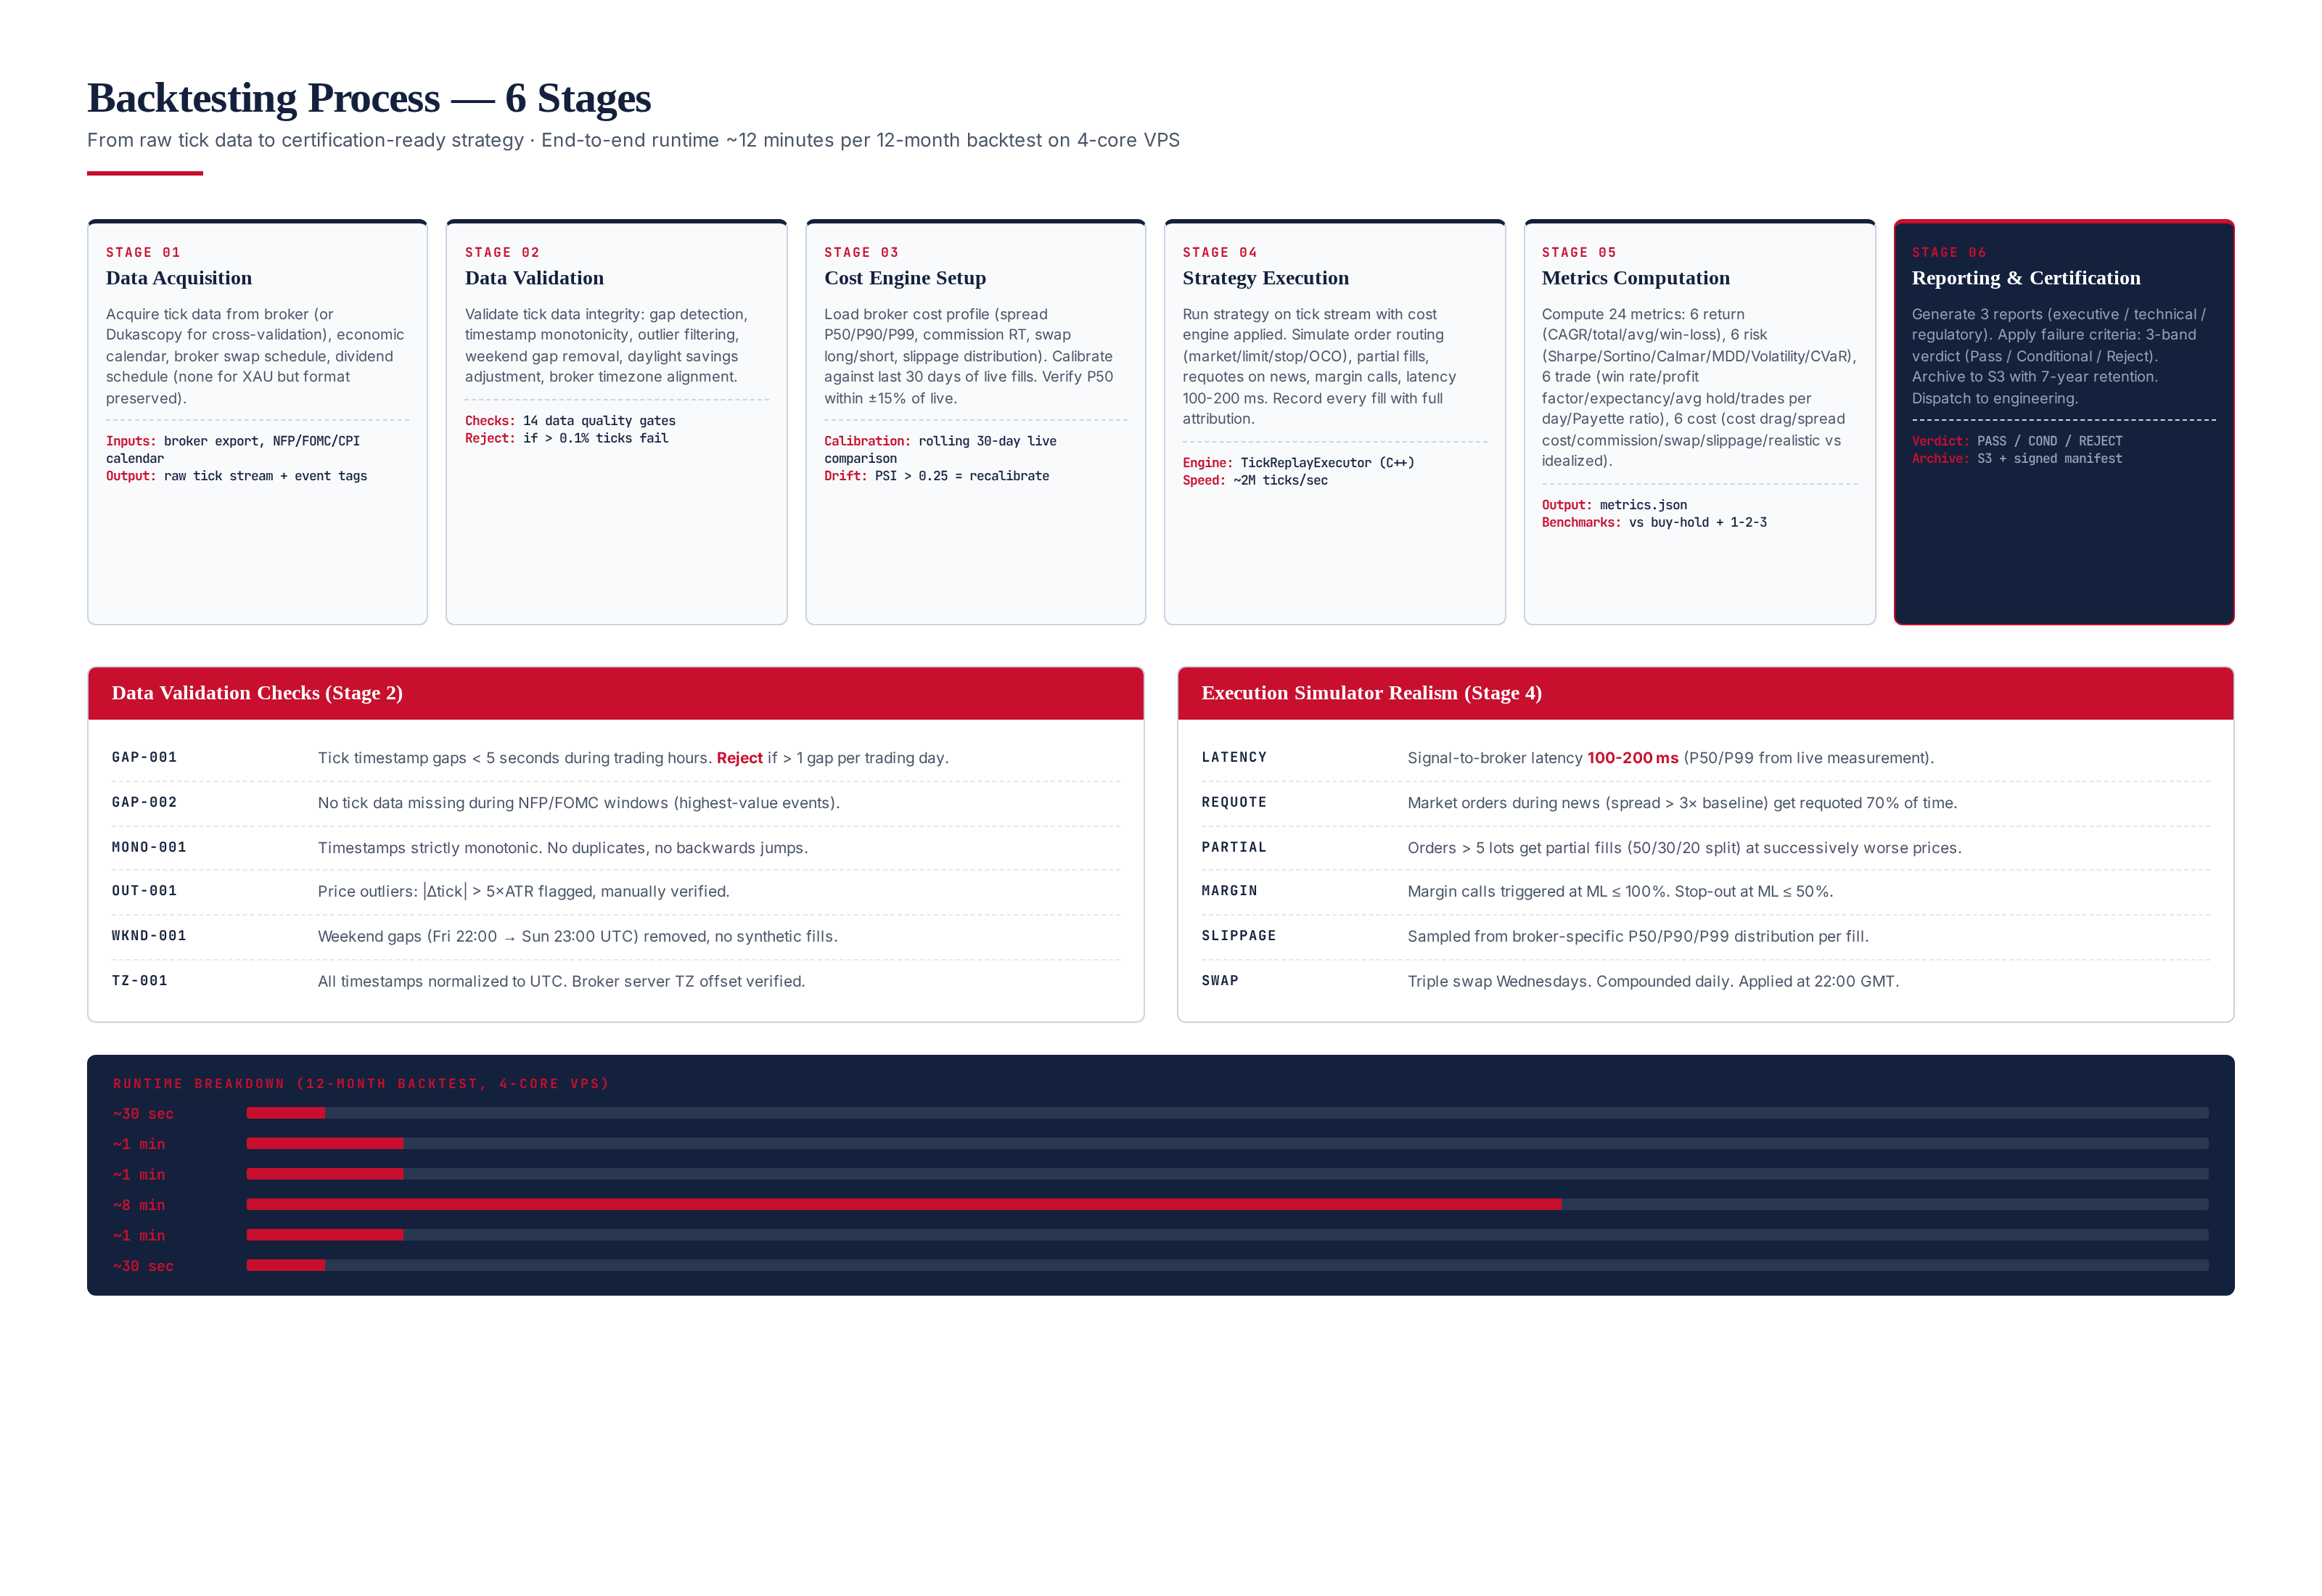 Backtesting Process — 6 Stages
From raw tick data to certification-ready strategy · End-to-end runtime ~12 minutes per 12-month backtest on 4-core VPS
STAGE 01
Data Acquisition
Acquire tick data from broker (or
Dukascopy for cross-validation), economic
calendar, broker swap schedule, dividend
schedule (none for XAU but format
preserved).
Inputs: broker export, NFP/FOMC/CPI
calendar
Output: raw tick stream + event tags
STAGE 02
Data Validation
Validate tick data integrity: gap detection,
timestamp monotonicity, outlier filtering,
weekend gap removal, daylight savings
adjustment, broker timezone alignment.
Checks: 14 data quality gates
Reject: if > 0.1% ticks fail
STAGE 03
Cost Engine Setup
Load broker cost profile (spread
P50/P90/P99, commission RT, swap
long/short, slippage distribution). Calibrate
against last 30 days of live fills. Verify P50
within ±15% of live.
Calibration: rolling 30-day live
comparison
Drift: PSI > 0.25 = recalibrate
STAGE 04
Strategy Execution
Run strategy on tick stream with cost
engine applied. Simulate order routing
(market/limit/stop/OCO), partial fills,
requotes on news, margin calls, latency
100-200 ms. Record every fill with full
attribution.
Engine: TickReplayExecutor (C++)
Speed: ~2M ticks/sec
STAGE 05
Metrics Computation
Compute 24 metrics: 6 return
(CAGR/total/avg/win-loss), 6 risk
(Sharpe/Sortino/Calmar/MDD/Volatility/CVaR),
6 trade (win rate/profit
factor/expectancy/avg hold/trades per
day/Payette ratio), 6 cost (cost drag/spread
cost/commission/swap/slippage/realistic vs
idealized).
Output: metrics.json
Benchmarks: vs buy-hold + 1-2-3
STAGE 06
Reporting & Certification
Generate 3 reports (executive / technical /
regulatory). Apply failure criteria: 3-band
verdict (Pass / Conditional / Reject).
Archive to S3 with 7-year retention.
Dispatch to engineering.
Verdict: PASS / COND / REJECT
Archive: S3 + signed manifest
Data Validation Checks (Stage 2)
GAP-001 Tick timestamp gaps < 5 seconds during trading hours. Reject if > 1 gap per trading day.
GAP-002 No tick data missing during NFP/FOMC windows (highest-value events).
MONO-001 Timestamps strictly monotonic. No duplicates, no backwards jumps.
OUT-001 Price outliers: |Δtick| > 5×ATR flagged, manually verified.
WKND-001 Weekend gaps (Fri 22:00 → Sun 23:00 UTC) removed, no synthetic fills.
TZ-001 All timestamps normalized to UTC. Broker server TZ offset verified.
Execution Simulator Realism (Stage 4)
LATENCY Signal-to-broker latency 100-200 ms (P50/P99 from live measurement).
REQUOTE Market orders during news (spread > 3× baseline) get requoted 70% of time.
PARTIAL Orders > 5 lots get partial fills (50/30/20 split) at successively worse prices.
MARGIN Margin calls triggered at ML ≤ 100%. Stop-out at ML ≤ 50%.
SLIPPAGE Sampled from broker-specific P50/P90/P99 distribution per fill.
SWAP Triple swap Wednesdays. Compounded daily. Applied at 22:00 GMT.
RUNTIME BREAKDOWN (12-MONTH BACKTEST, 4-CORE VPS)
~30 sec
~1 min
~1 min
~8 min
~1 min
~30 sec